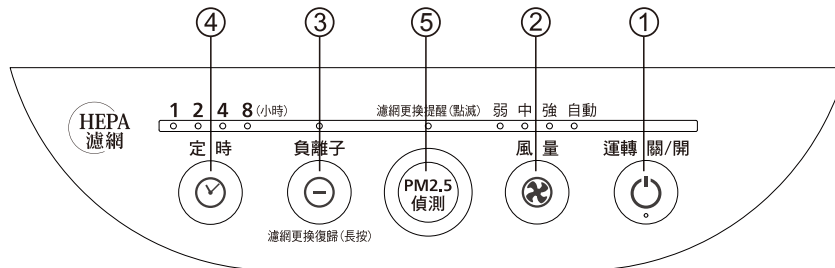 ④ ③ ⑤ ② ①
HEPA
濾網
1 2 4 8 (小時)
濾網更換提醒(點滅)
弱 中 強 自動
定時
負離子
風量
運轉 關/開
PM2.5
偵測
濾網更換復歸(長按)